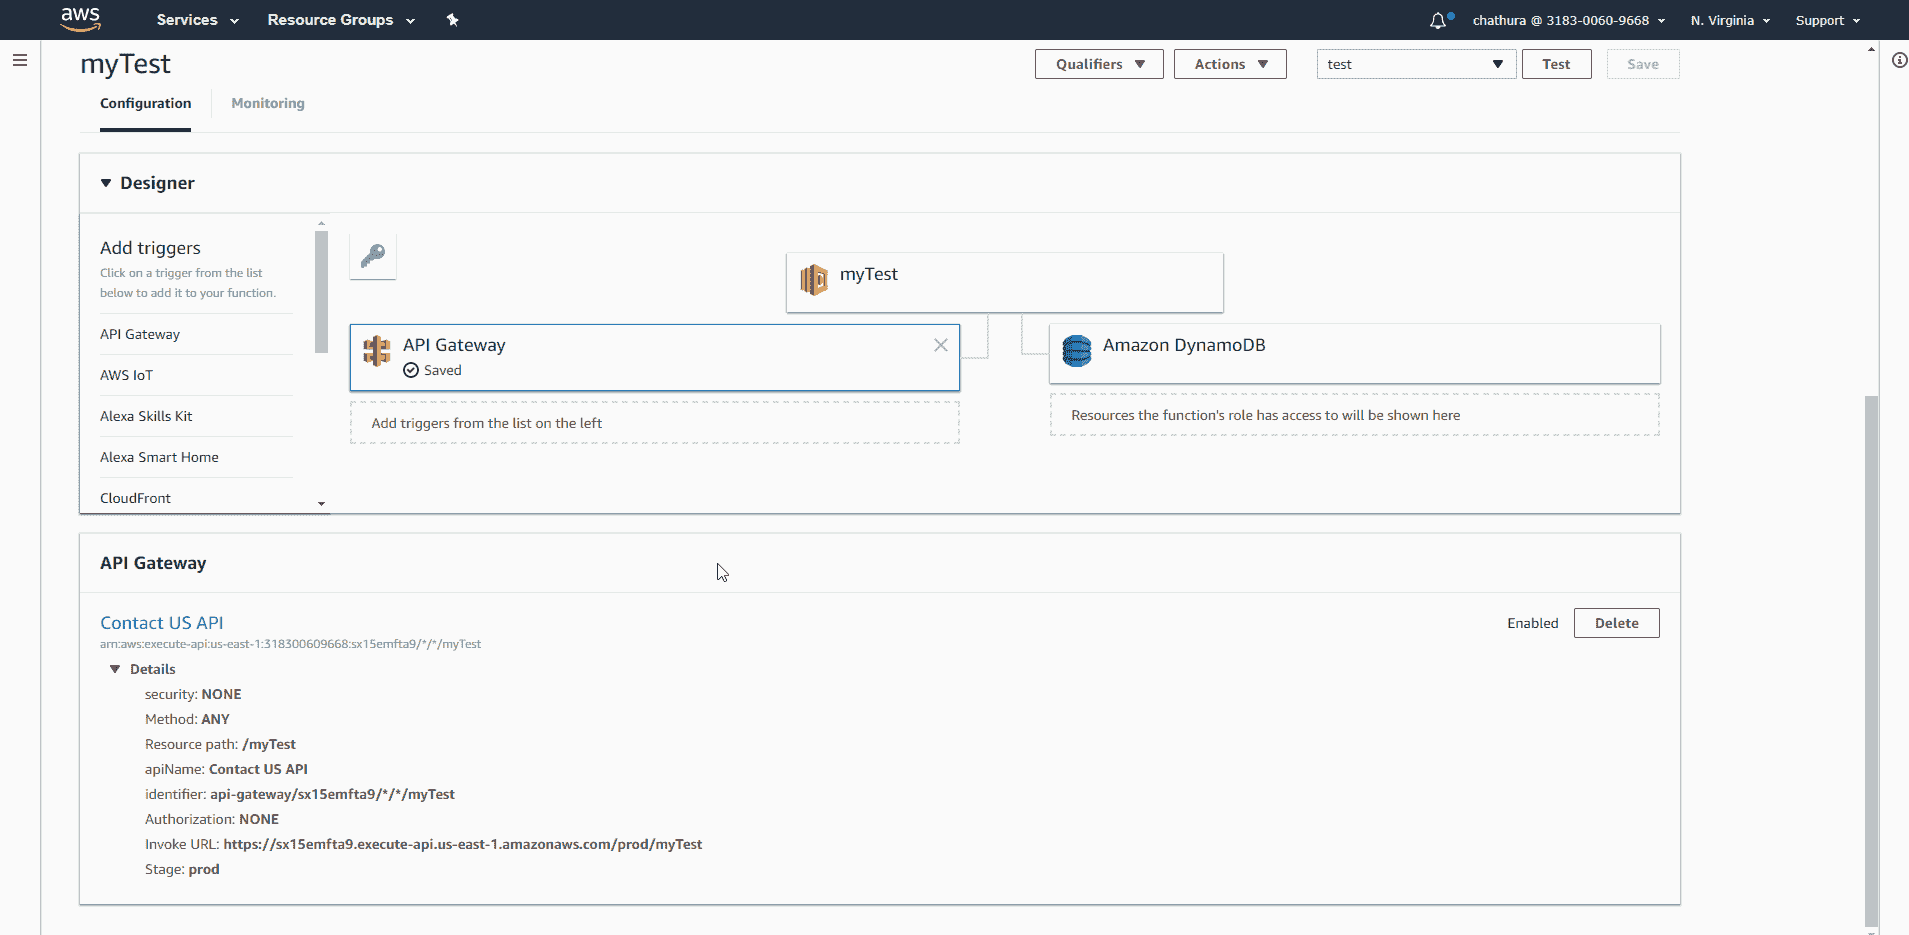 aws Services Resource Groups chathura @ 3183-0060-9668 N. Virginia Support
myTest Qualifiers Actions test Test Save
Configuration Monitoring
Designer
Add triggers
Click on a trigger from the list
below to add it to your function.
API Gateway
AWS IoT
Alexa Skills Kit
Alexa Smart Home
CloudFront
myTest
API Gateway
Saved
Add triggers from the list on the left
Amazon DynamoDB
Resources the function's role has access to will be shown here
API Gateway
Contact US API Enabled Delete
arn:aws:execute-api:us-east-1:318300609668:sx15emfta9/*/*/myTest
Details
security: NONE
Method: ANY
Resource path: /myTest
apiName: Contact US API
identifier: api-gateway/sx15emfta9/*/*/myTest
Authorization: NONE
Invoke URL: https://sx15emfta9.execute-api.us-east-1.amazonaws.com/prod/myTest
Stage: prod